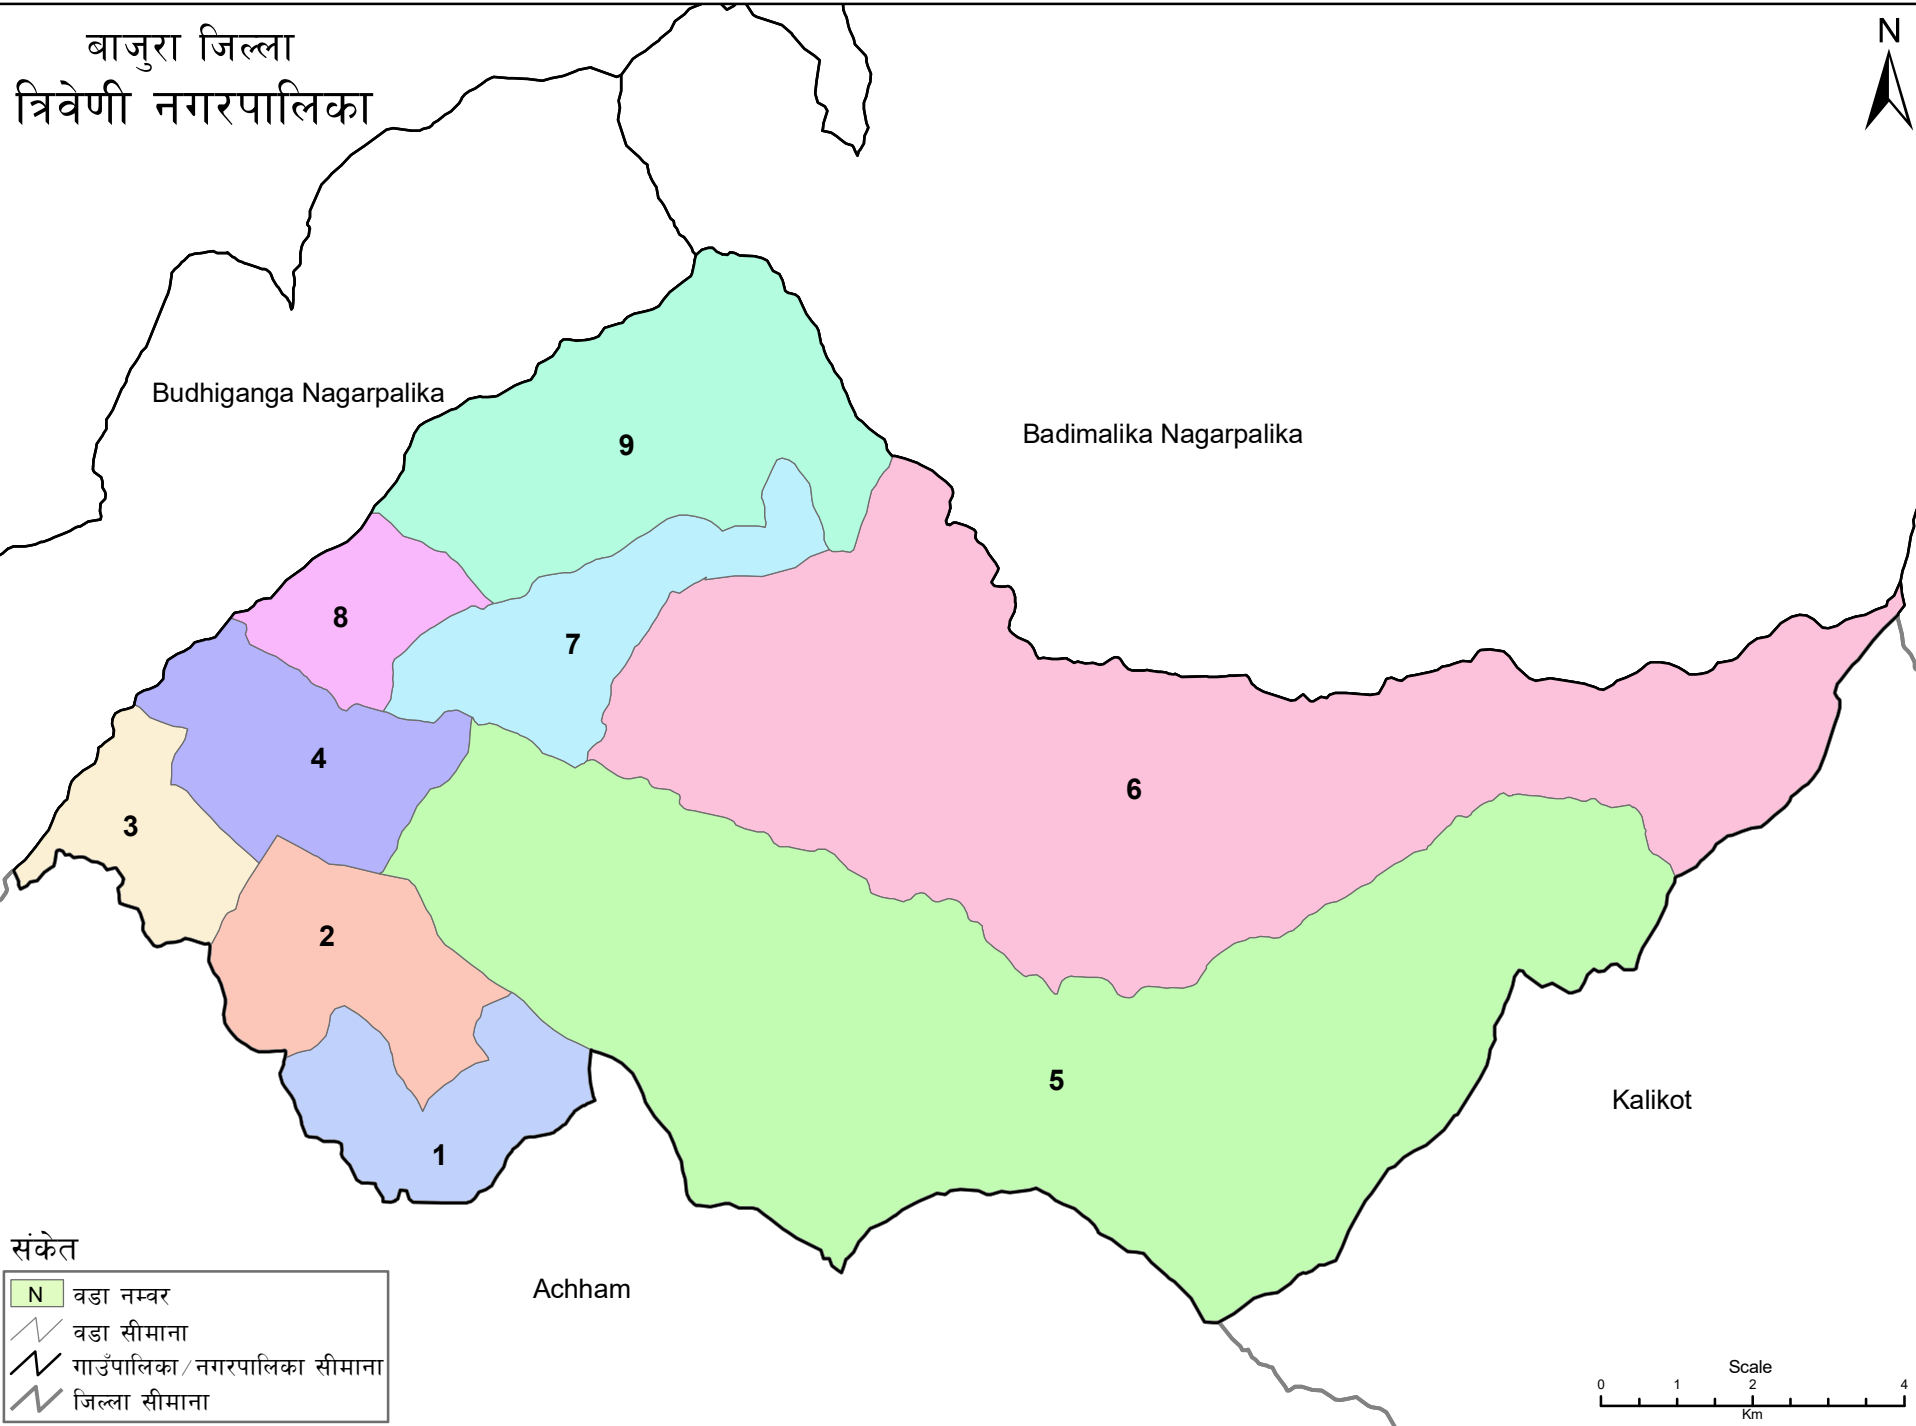 बाजुरा जिल्ला
त्रिवेणी नगरपालिका
N
Budhiganga Nagarpalika
Badimalika Nagarpalika
9
8
7
4
6
3
2
5
Kalikot
1
Achham
संकेत
N वडा नम्वर
वडा सीमाना
गाउँपालिका/नगरपालिका सीमाना
जिल्ला सीमाना
Scale
0 1 2 4
Km